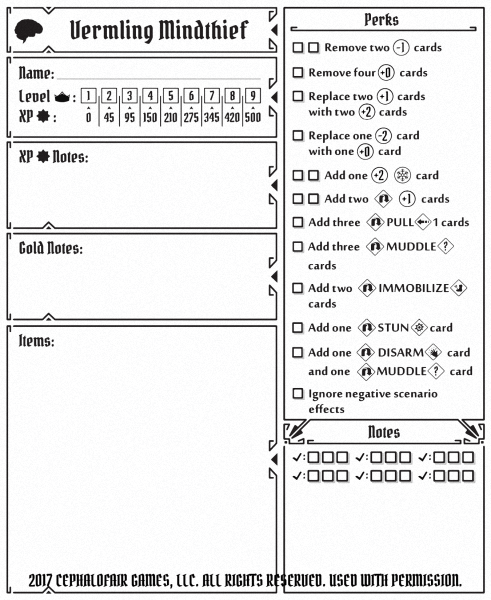 Vermling Mindthief
Name:
Level : 1 2 3 4 5 6 7 8 9
XP : 0 45 95 150 210 275 345 420 500
XP Notes:
Gold Notes:
Items:
Perks
Remove two -1 cards
Remove four +0 cards
Replace two +1
with two +2 cards
Replace one -2 card
with one +0 card
Add one +2 card
Add two +1 cards
Add three PULL 1 cards
Add three MUDDLE ?
cards
Add two IMMOBILIZE
cards
Add one STUN card
Add one DISARM card
and one MUDDLE ? card
Ignore negative scenario
effects
Notes
2017 CEPHALOFAIR GAMES, LLC. ALL RIGHTS RESERVED. USED WITH PERMISSION.